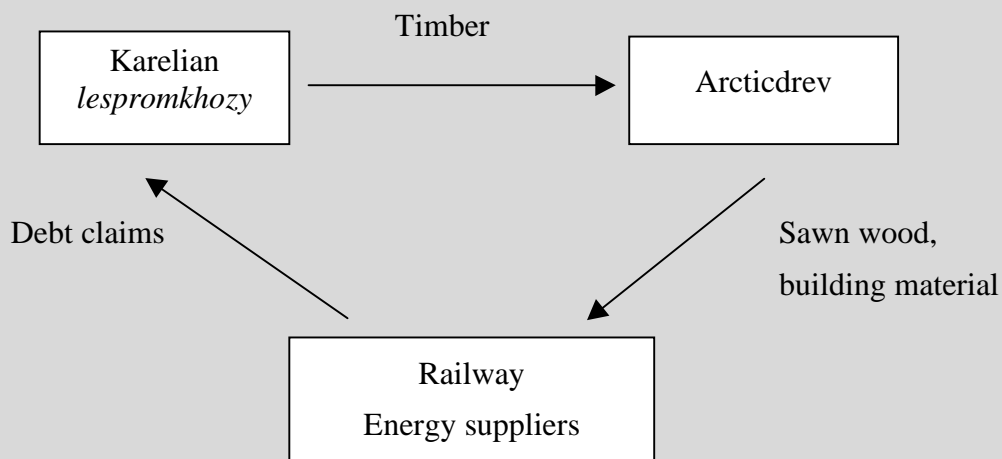 Timber
Karelian
lespromkhozy
Arcticdrev
Debt claims
Sawn wood,
building material
Railway
Energy suppliers